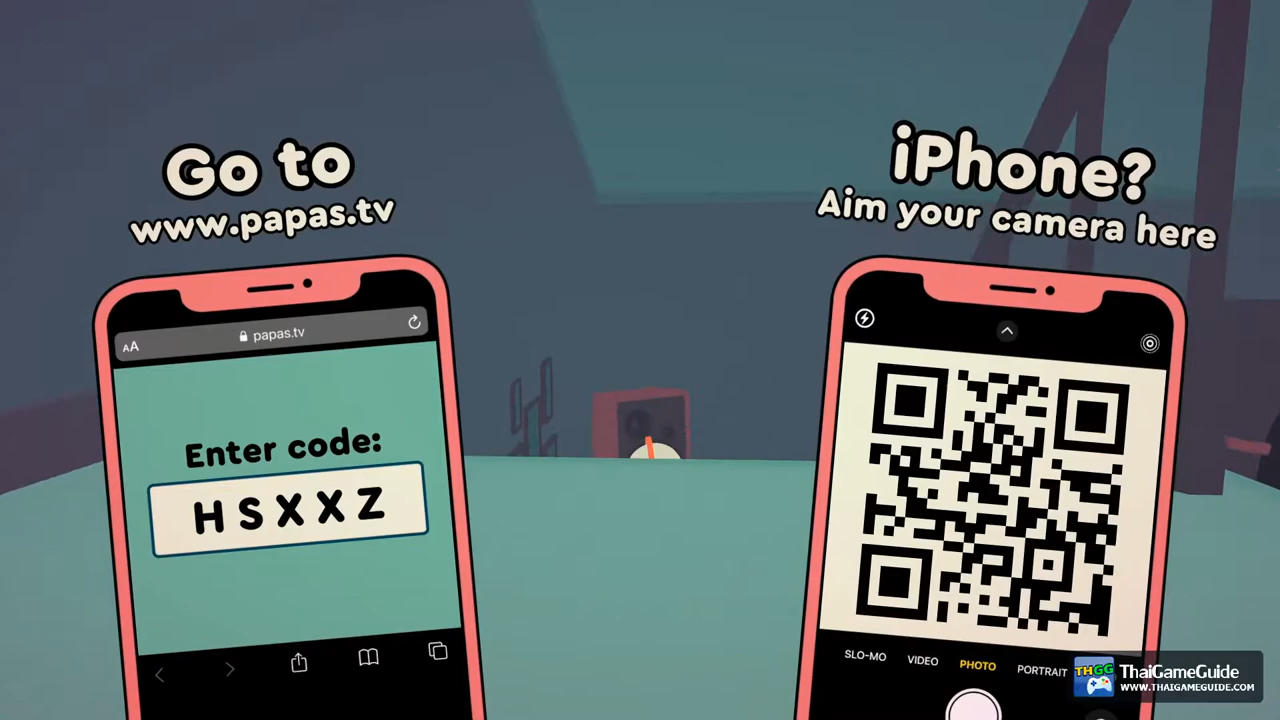 Go to
www.papas.tv
iPhone?
Aim your camera here
AA
papas.tv
Enter code:
HSXXZ
SLO-MO
VIDEO
PHOTO
PORTRAIT
THGG
ThaiGameGuide
WWW.THAIGAMEGUIDE.COM